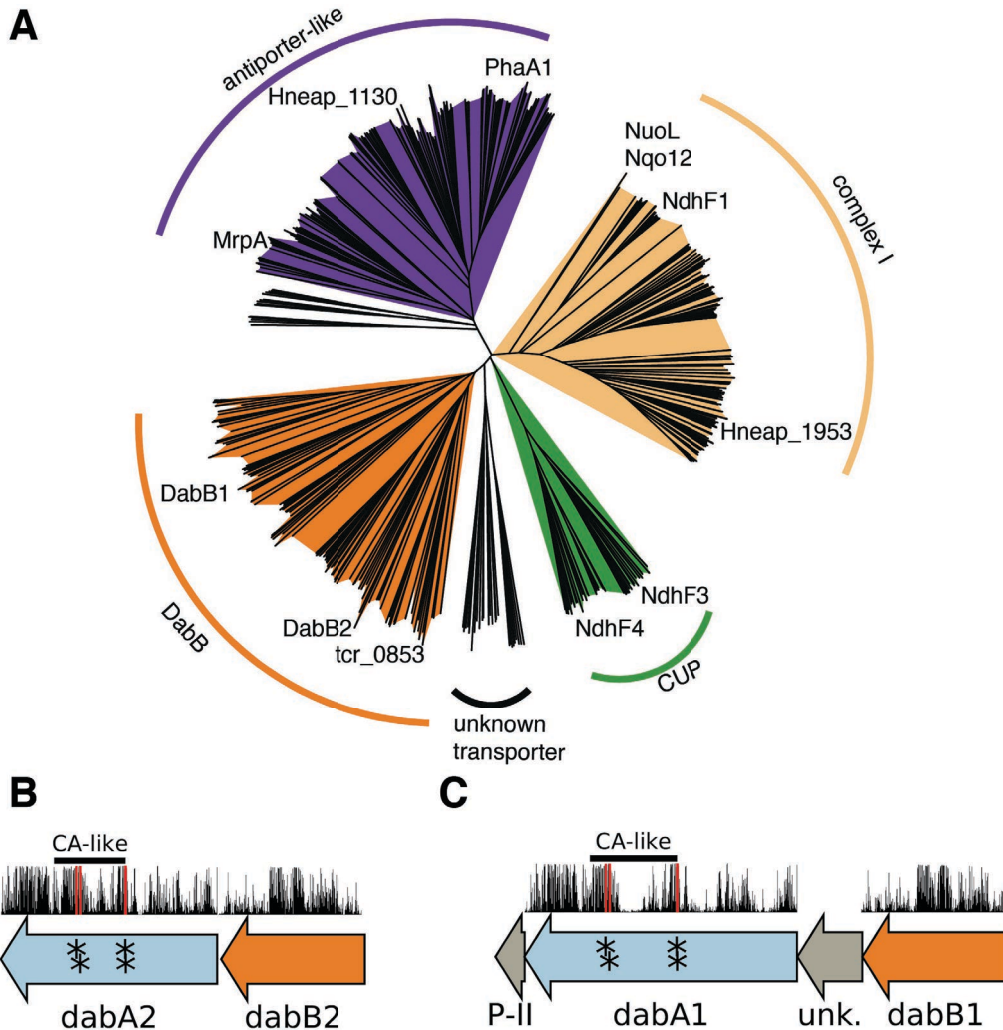 A
antiporter-like
PhaA1
Hneap_1130
NuoL
Nqo12
NdhF1
complex I
MrpA
Hneap_1953
DabB1
NdhF3
DabB2
NdhF4
tcr_0853
DabB
CUP
unknown
transporter
B
C
CA-like
CA-like
dabA2
dabB2
P-II
dabA1
unk.
dabB1